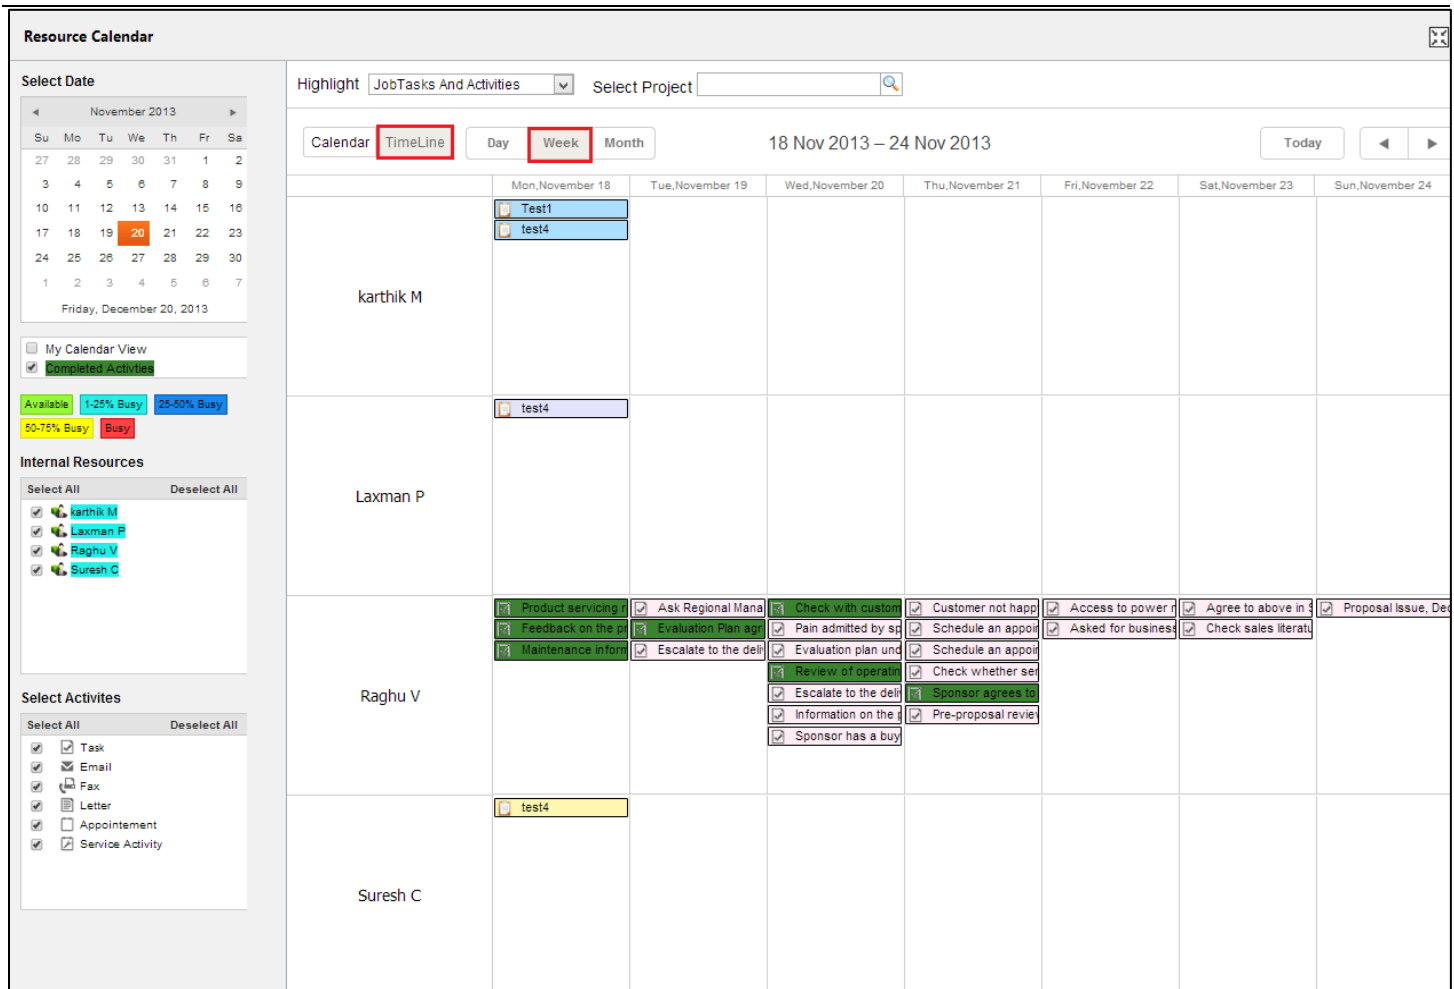 Resource Calendar
Select Date
November 2013
Su Mo Tu We Th Fr Sa
27 28 29 30 31 1 2
3 4 5 6 7 8 9
10 11 12 13 14 15 16
17 18 19 20 21 22 23
24 25 26 27 28 29 30
1 2 3 4 5 6 7
Friday, December 20, 2013
My Calendar View
Completed Activties
Available 1-25% Busy 25-50% Busy
50-75% Busy Busy
Internal Resources
Select All Deselect All
karthik M
Laxman P
Raghu V
Suresh C
Select Activites
Select All Deselect All
Task
Email
Fax
Letter
Appointement
Service Activity
Highlight JobTasks And Activities Select Project
Calendar TimeLine Day Week Month 18 Nov 2013 – 24 Nov 2013 Today
Mon,November 18 Tue,November 19 Wed,November 20 Thu,November 21 Fri,November 22 Sat,November 23 Sun,November 24
Test1
test4
karthik M
test4
Laxman P
Product servicing r Ask Regional Mana Check with custom Customer not happ Access to power r Agree to above in S Proposal Issue, Dec
Feedback on the pr Evaluation Plan agr Pain admitted by sp Schedule an appoin Asked for business Check sales literatu
Maintenance inform Escalate to the deli Evaluation plan und Schedule an appoin
Review of operatin Check whether ser
Escalate to the deli Sponsor agrees to
Information on the p Pre-proposal review
Sponsor has a buy
Raghu V
test4
Suresh C